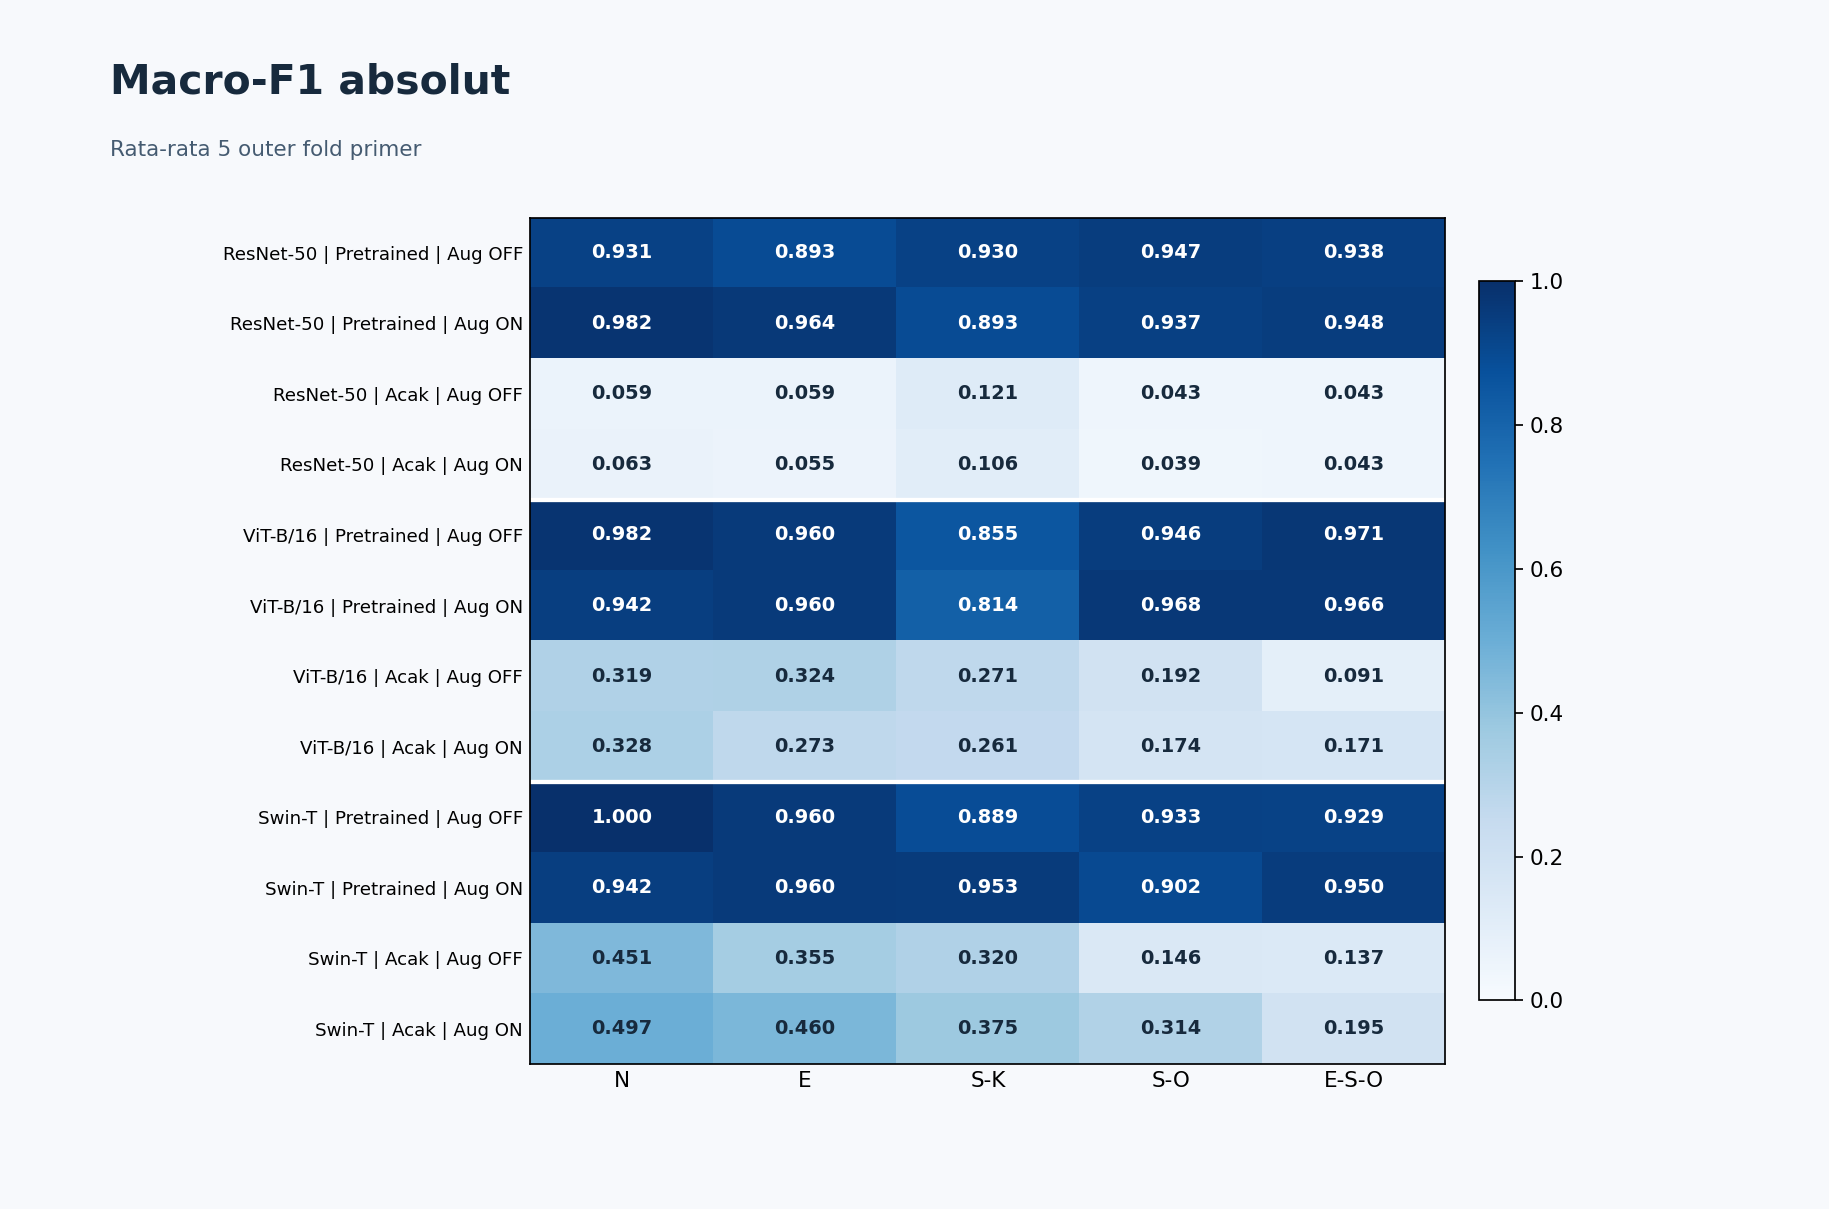 Macro-F1 absolut
Rata-rata 5 outer fold primer
ResNet-50 | Pretrained | Aug OFF 0.931 0.893 0.930 0.947 0.938
ResNet-50 | Pretrained | Aug ON 0.982 0.964 0.893 0.937 0.948
ResNet-50 | Acak | Aug OFF 0.059 0.059 0.121 0.043 0.043
ResNet-50 | Acak | Aug ON 0.063 0.055 0.106 0.039 0.043
ViT-B/16 | Pretrained | Aug OFF 0.982 0.960 0.855 0.946 0.971
ViT-B/16 | Pretrained | Aug ON 0.942 0.960 0.814 0.968 0.966
ViT-B/16 | Acak | Aug OFF 0.319 0.324 0.271 0.192 0.091
ViT-B/16 | Acak | Aug ON 0.328 0.273 0.261 0.174 0.171
Swin-T | Pretrained | Aug OFF 1.000 0.960 0.889 0.933 0.929
Swin-T | Pretrained | Aug ON 0.942 0.960 0.953 0.902 0.950
Swin-T | Acak | Aug OFF 0.451 0.355 0.320 0.146 0.137
Swin-T | Acak | Aug ON 0.497 0.460 0.375 0.314 0.195
N E S-K S-O E-S-O
1.0
0.8
0.6
0.4
0.2
0.0